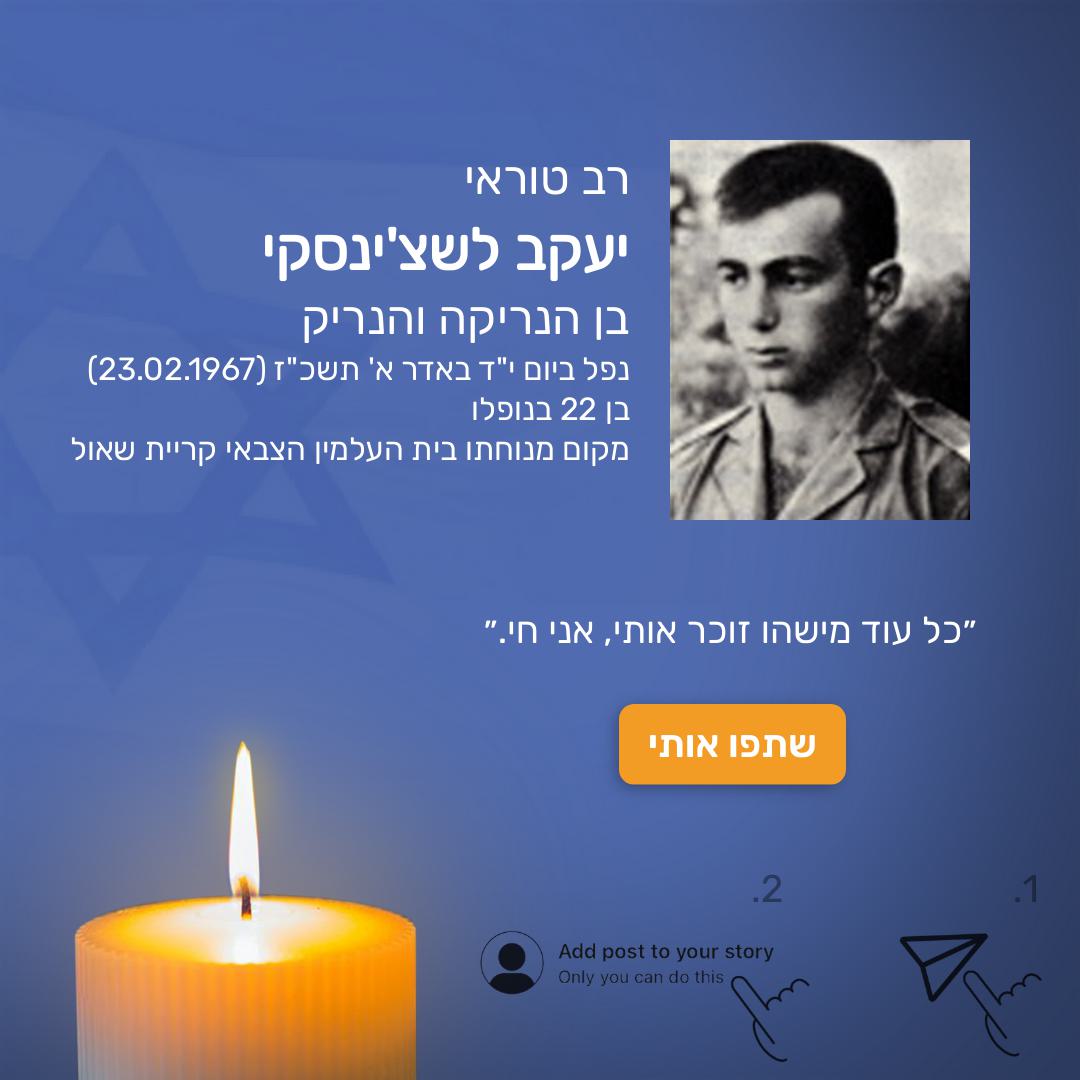 רב טוראי
יעקב לשצ'ינסקי
בן הנריקה והנריק
נפל ביום י"ד באדר א' תשכ"ז (23.02.1967)
בן 22 בנופלו
מקום מנוחתו בית העלמין הצבאי קריית שאול
״כל עוד מישהו זוכר אותי, אני חי.״
שתפו אותי
.1
.2
Add post to your story
Only you can do this